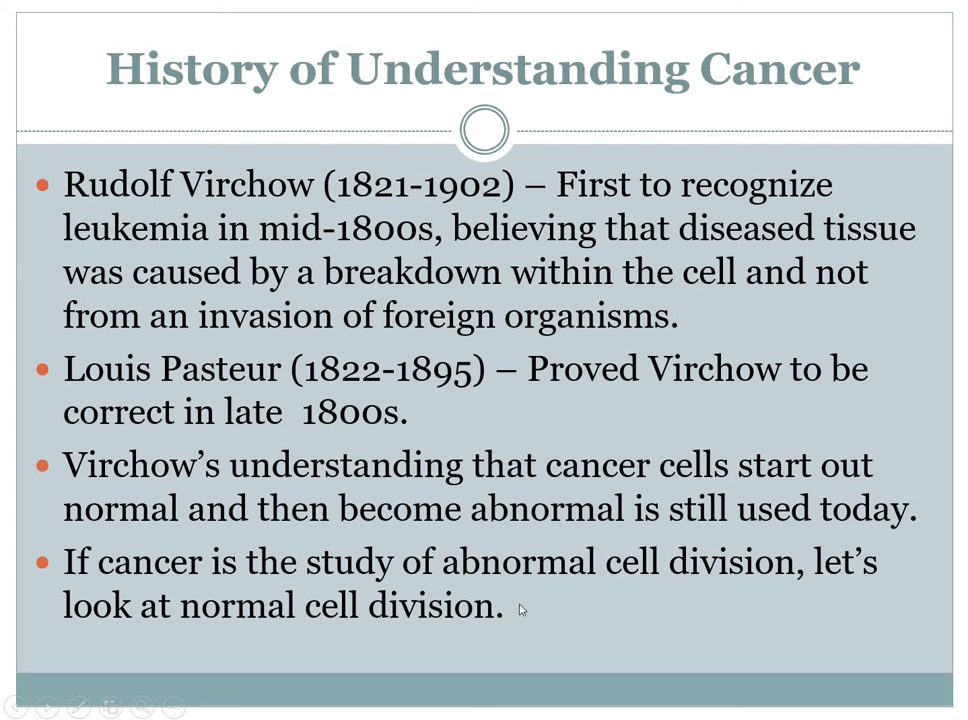 History of Understanding Cancer
• Rudolf Virchow (1821-1902) – First to recognize
leukemia in mid-1800s, believing that diseased tissue
was caused by a breakdown within the cell and not
from an invasion of foreign organisms.
• Louis Pasteur (1822-1895) – Proved Virchow to be
correct in late  1800s.
• Virchow’s understanding that cancer cells start out
normal and then become abnormal is still used today.
• If cancer is the study of abnormal cell division, let’s
look at normal cell division.